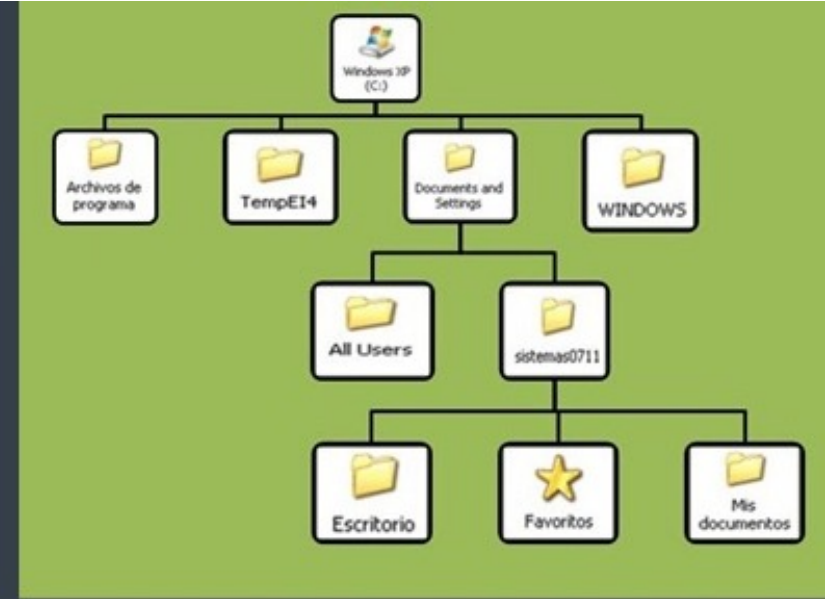 Windows XP
(C:)
Archivos de
programa
TempEI4
Documents and
Settings
WINDOWS
All Users
sistemas0711
Escritorio
Favoritos
Mis
documentos